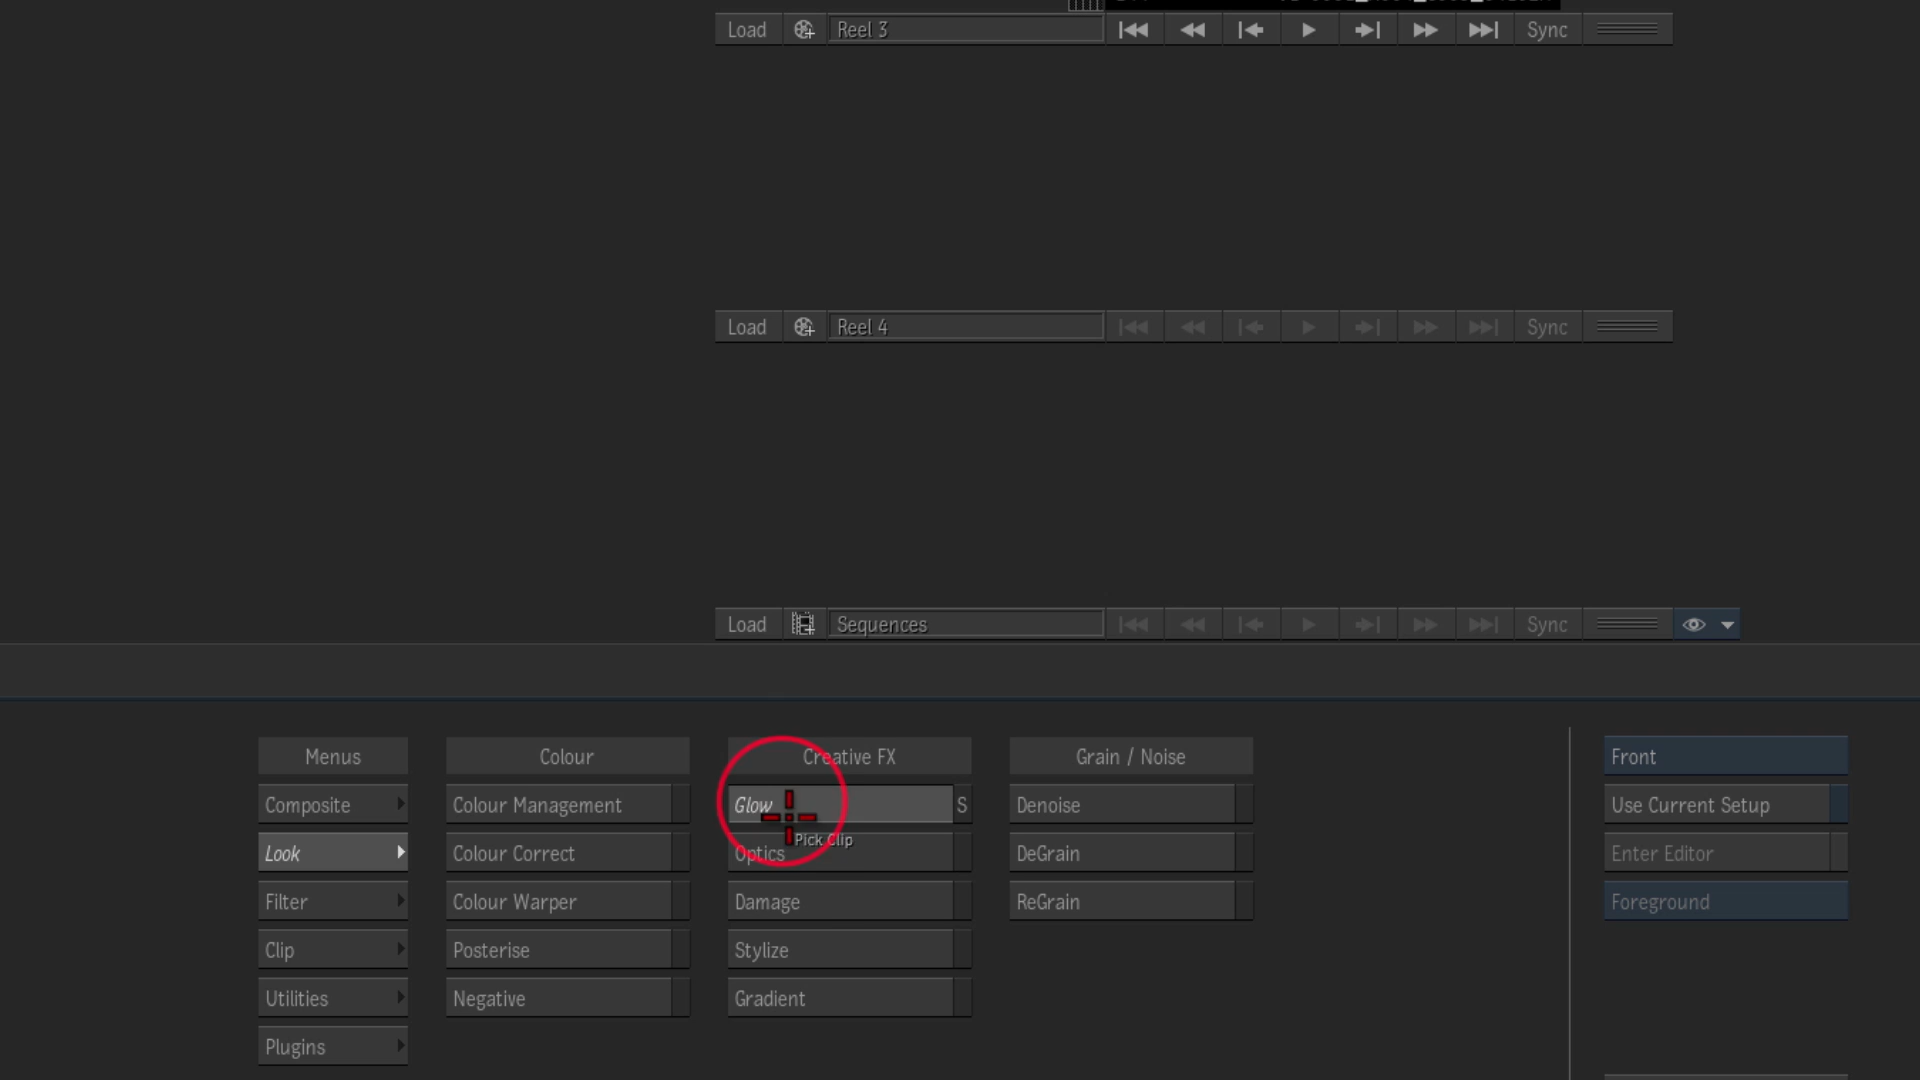 Load Reel 3 Sync
Load Reel 4 Sync
Load Sequences Sync
Menus Colour Creative FX Grain / Noise Front
Composite Colour Management Glow S Denoise Use Current Setup
Pick Clip
Look Colour Correct Optics DeGrain Enter Editor
Filter Colour Warper Damage ReGrain Foreground
Clip Posterise Stylize
Utilities Negative Gradient
Plugins